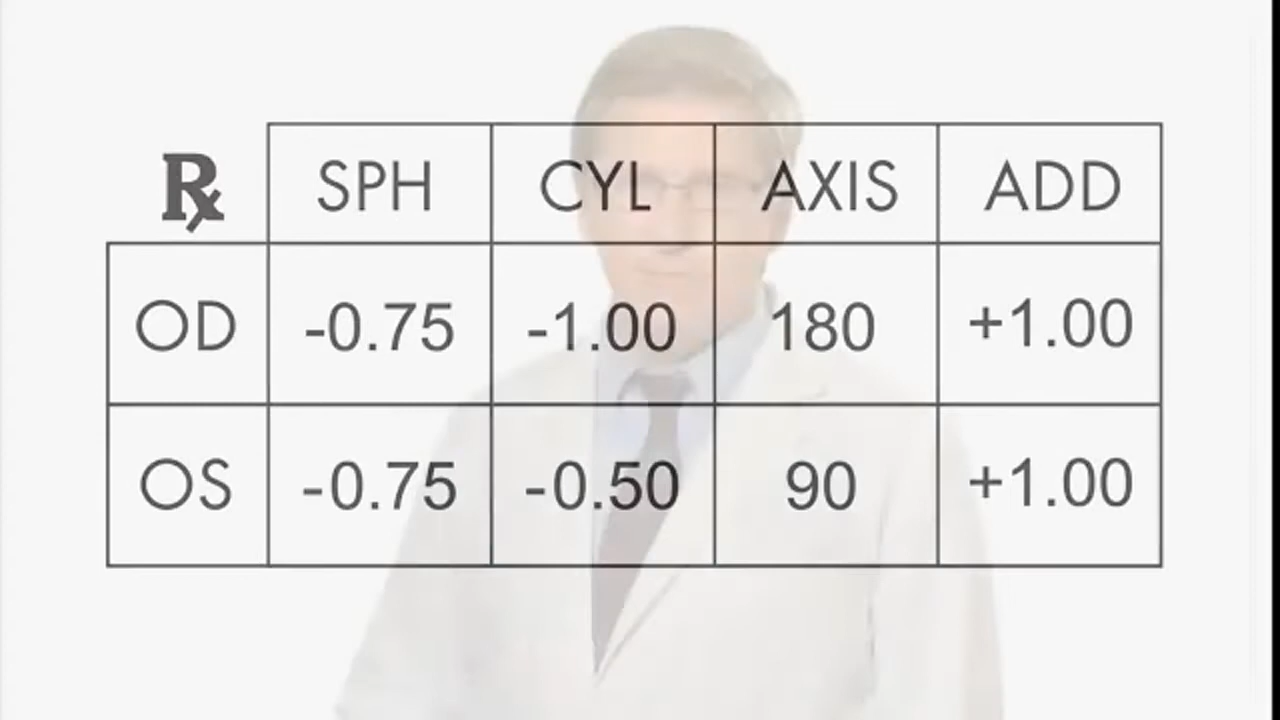 ℞ SPH CYL AXIS ADD
OD -0.75 -1.00 180 +1.00
OS -0.75 -0.50 90 +1.00